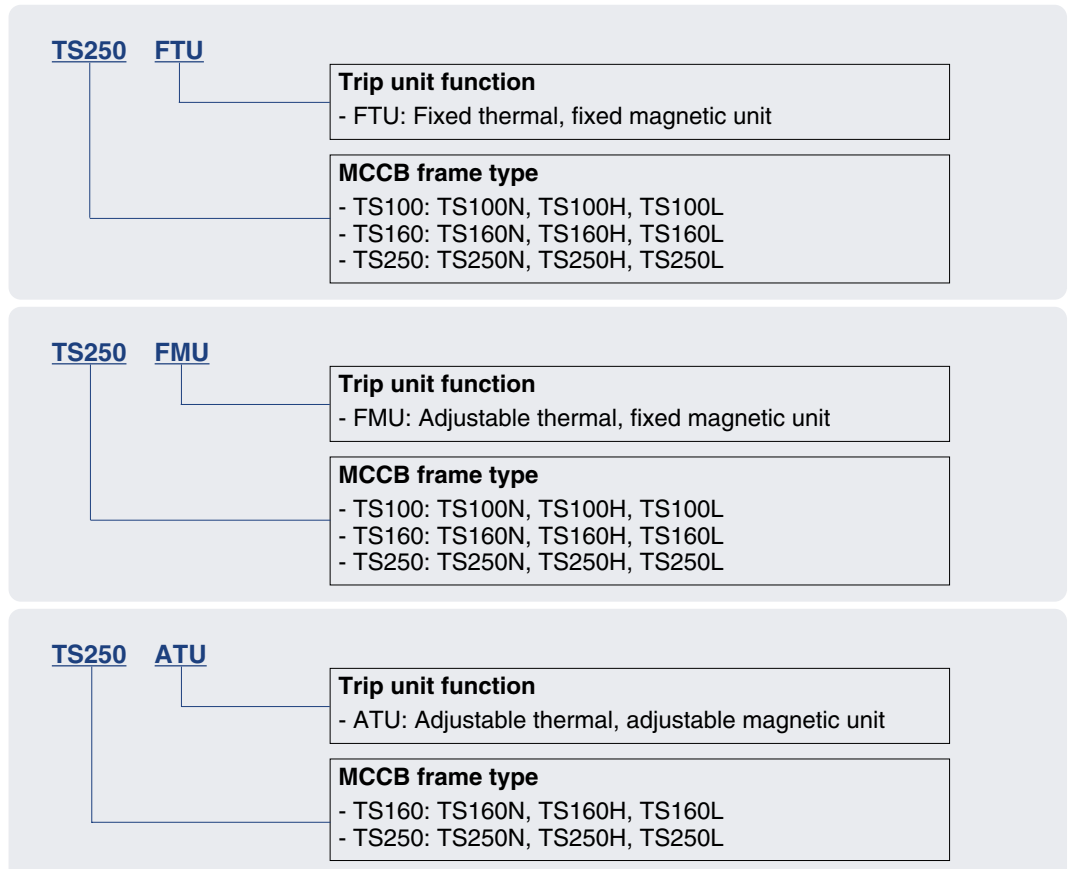 TS250 FTU
Trip unit function
- FTU: Fixed thermal, fixed magnetic unit
MCCB frame type
- TS100: TS100N, TS100H, TS100L
- TS160: TS160N, TS160H, TS160L
- TS250: TS250N, TS250H, TS250L
TS250 FMU
Trip unit function
- FMU: Adjustable thermal, fixed magnetic unit
MCCB frame type
- TS100: TS100N, TS100H, TS100L
- TS160: TS160N, TS160H, TS160L
- TS250: TS250N, TS250H, TS250L
TS250 ATU
Trip unit function
- ATU: Adjustable thermal, adjustable magnetic unit
MCCB frame type
- TS160: TS160N, TS160H, TS160L
- TS250: TS250N, TS250H, TS250L